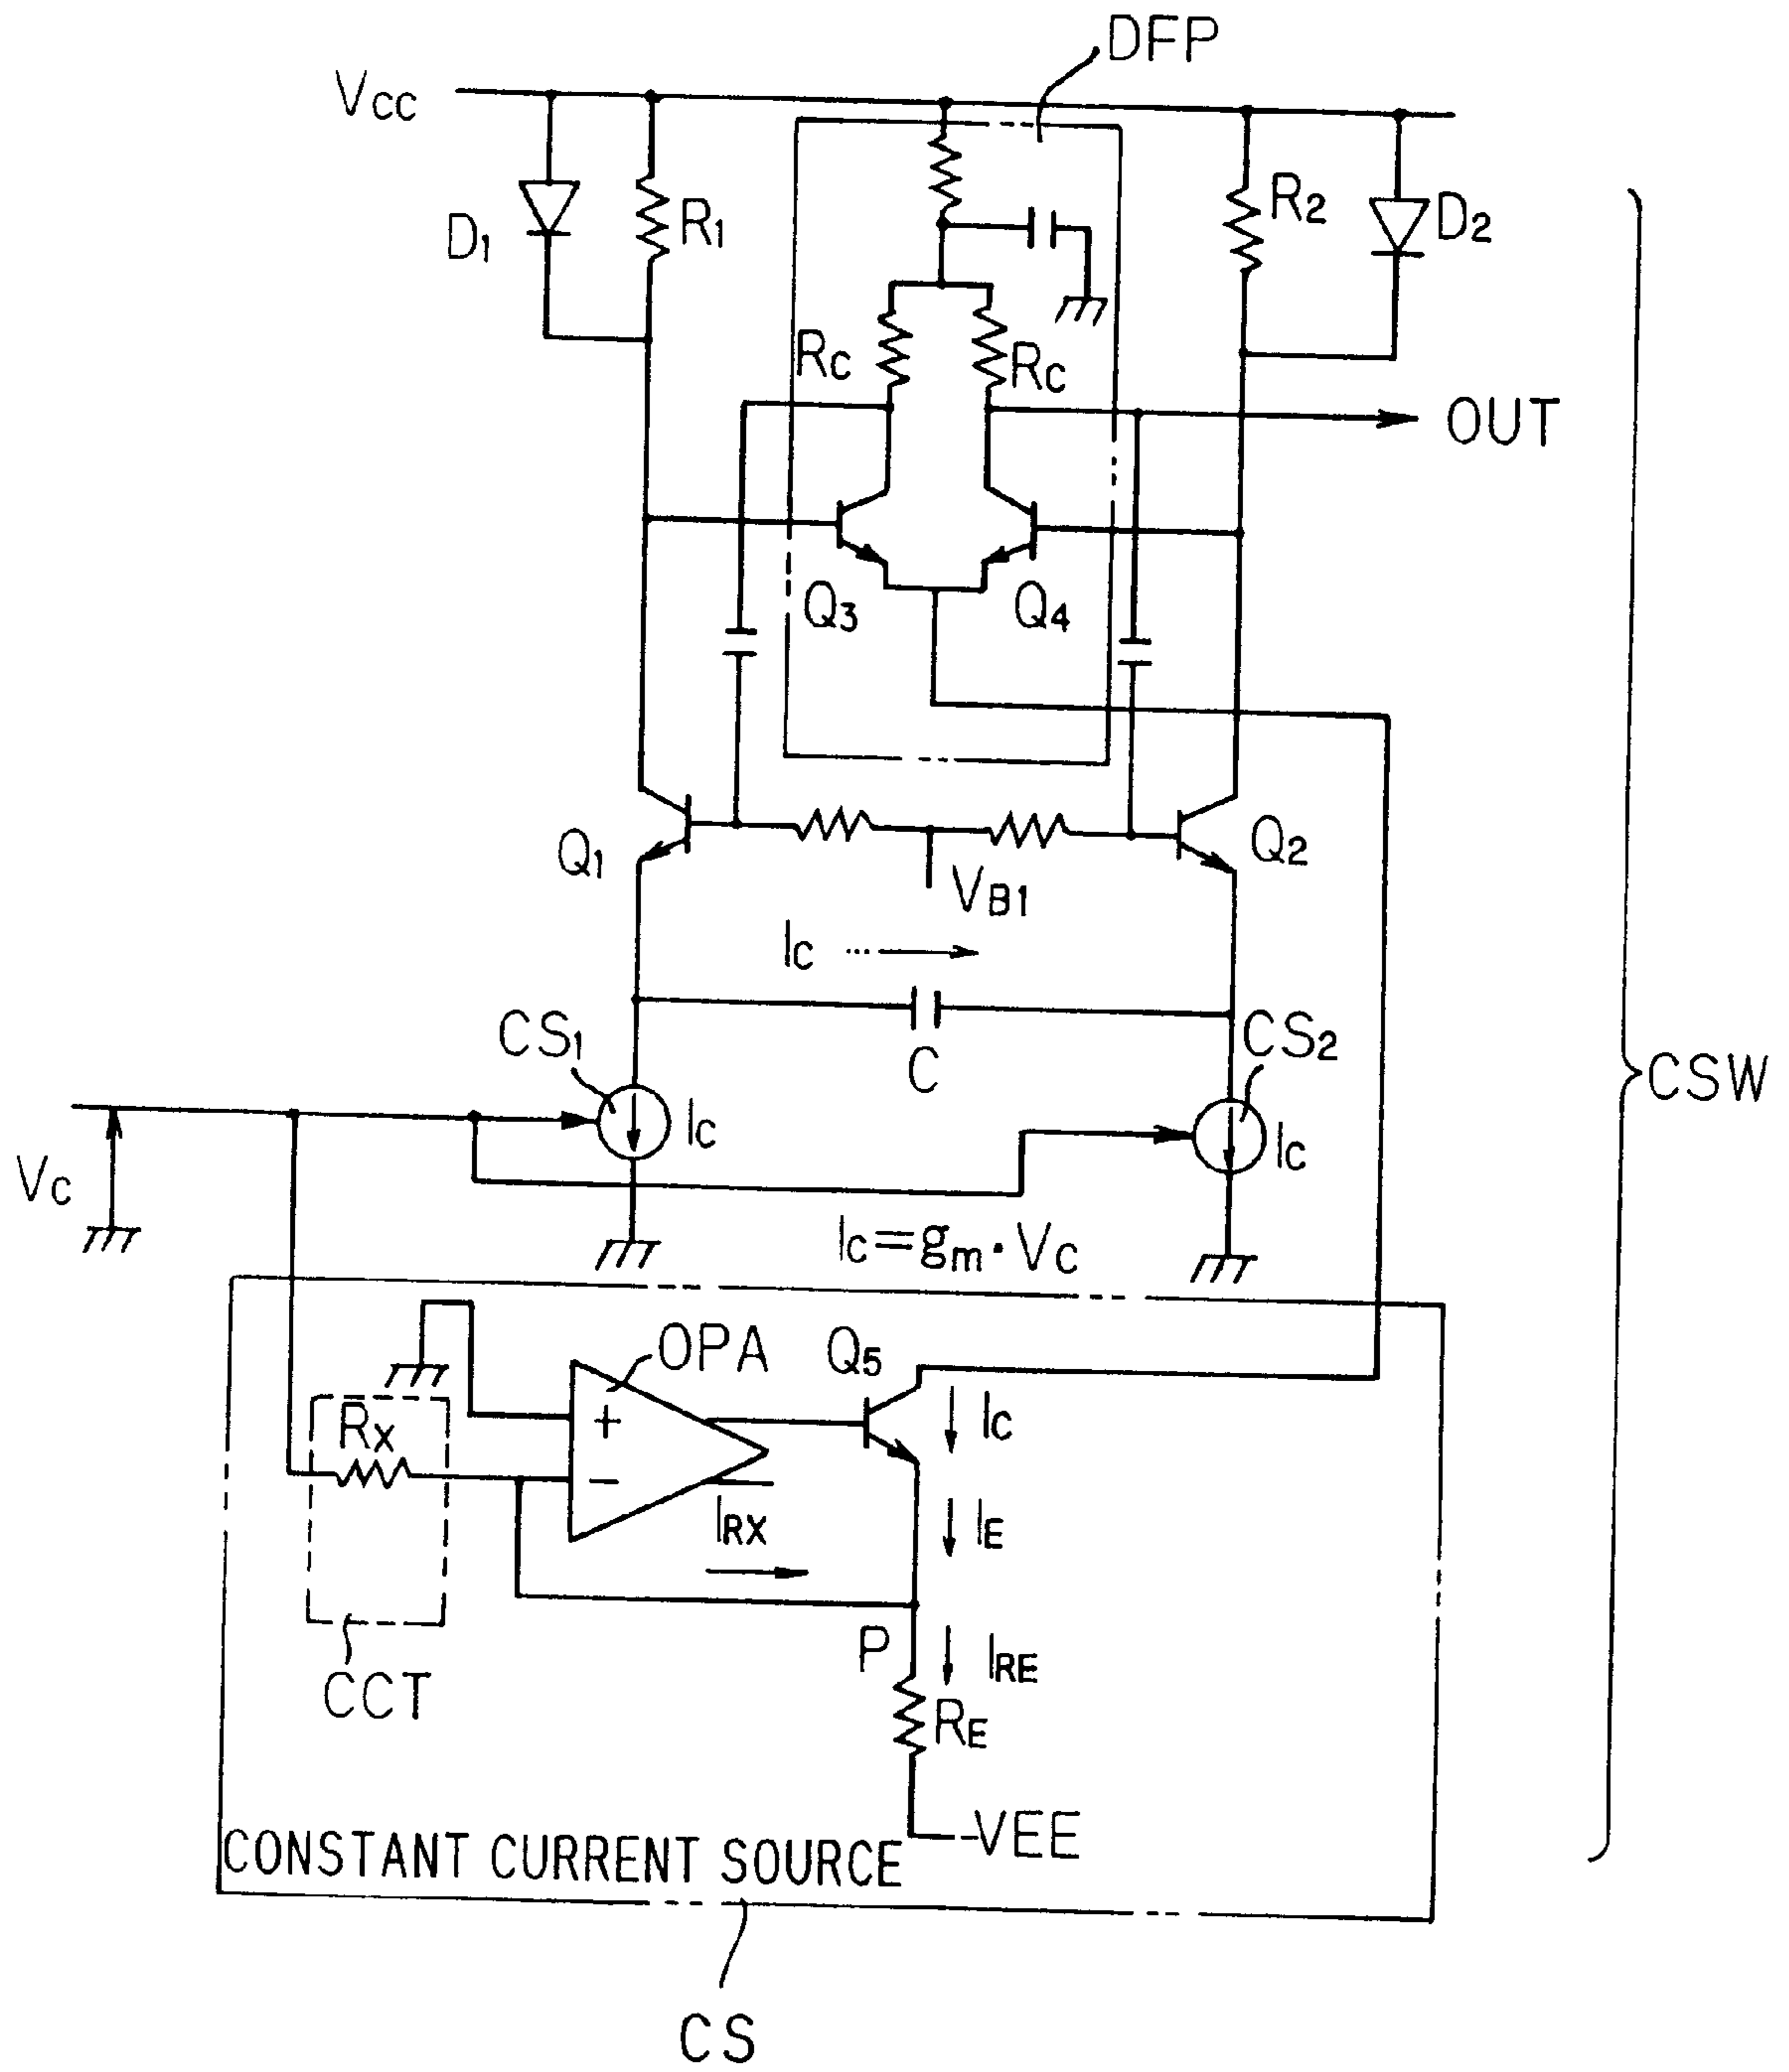 DFP
Vcc
D1
R1
R2
D2
Rc
Rc
OUT
Q3
Q4
Q1
Q2
VB1
Ic
CS1
C
CS2
CSW
Ic
Ic
Vc
Ic=gm·Vc
OPA
Q5
Rx
+
Ic
−
IRX
IE
P
IRE
CCT
RE
-VEE
CONSTANT CURRENT SOURCE
CS